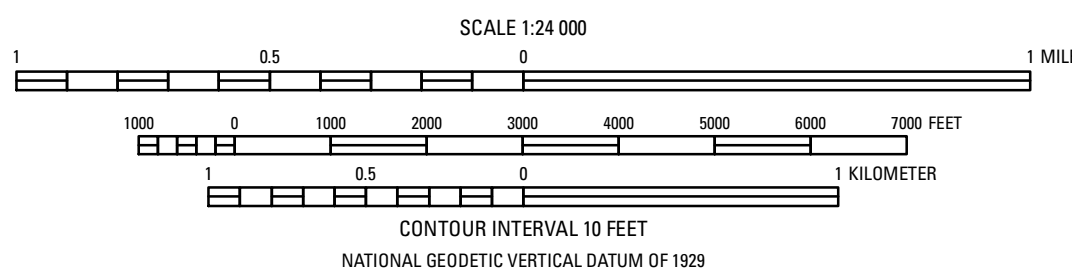 SCALE 1:24 000
1 0.5 0 1 MIL
1000 0 1000 2000 3000 4000 5000 6000 7000 FEET
1 0.5 0 1 KILOMETER
CONTOUR INTERVAL 10 FEET
NATIONAL GEODETIC VERTICAL DATUM OF 1929